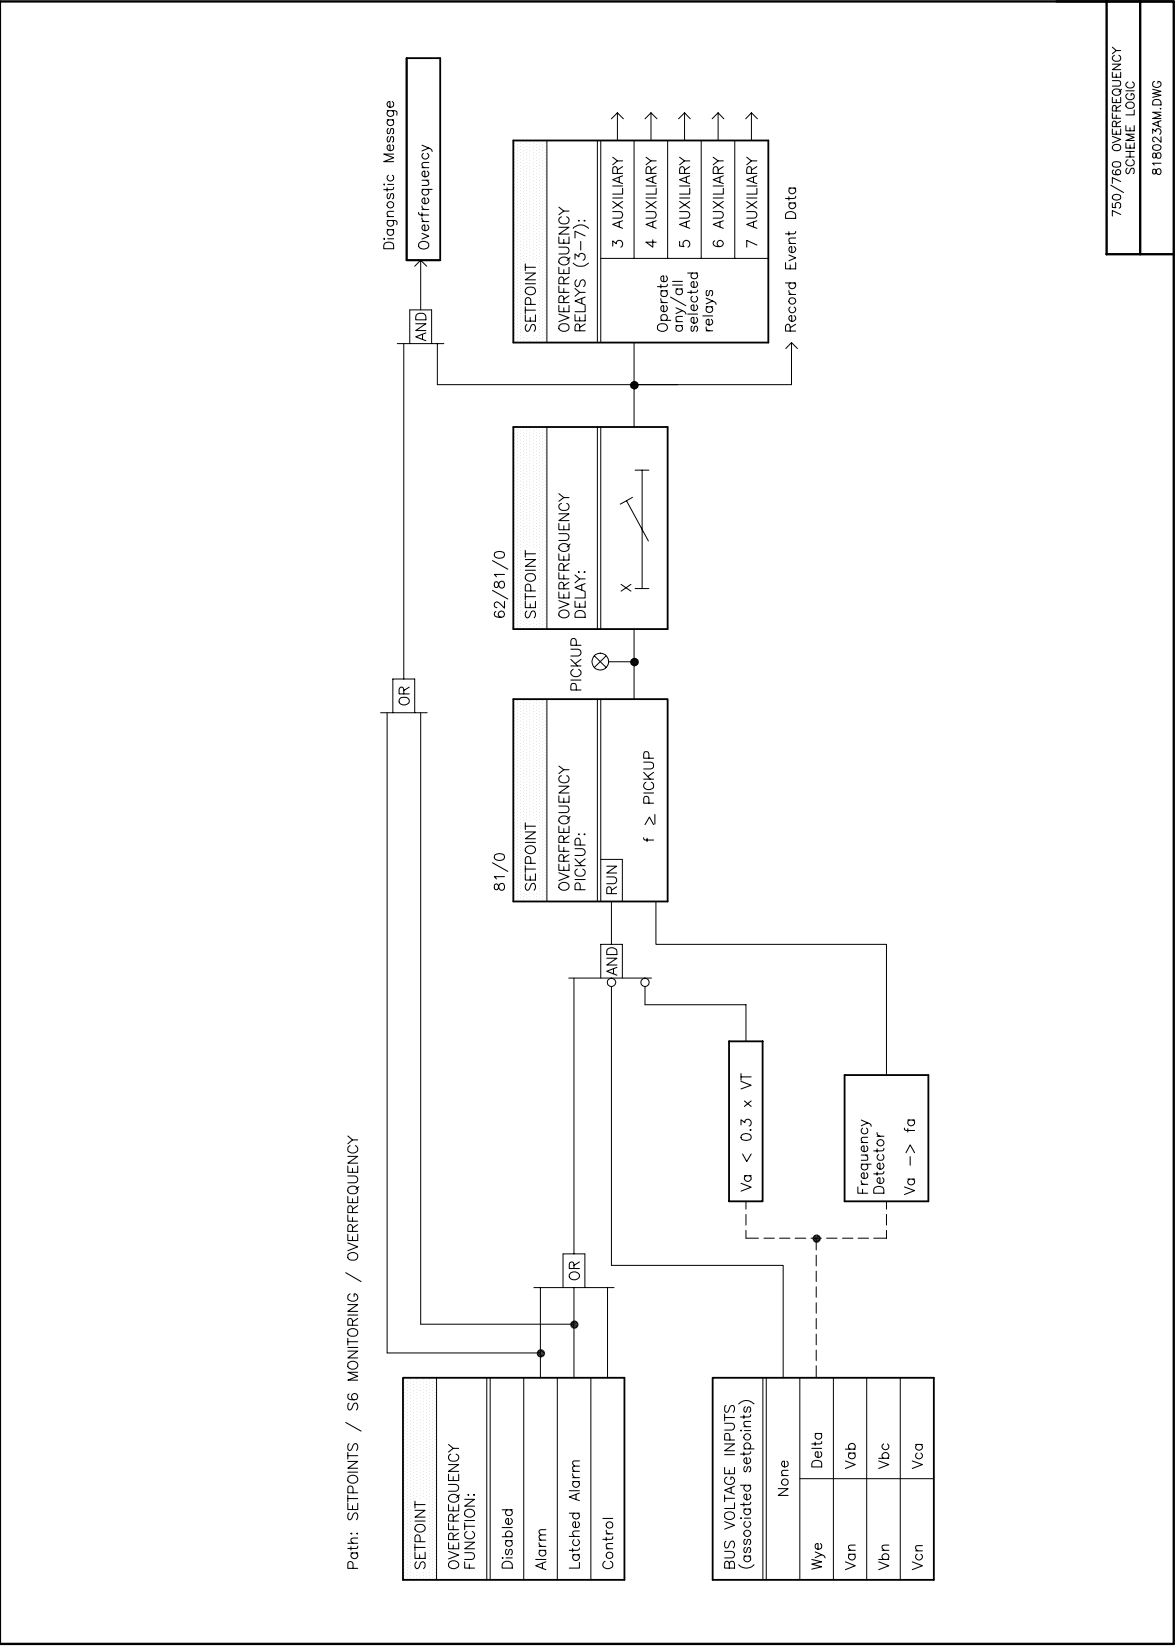 Path: SETPOINTS / S6 MONITORING / OVERFREQUENCY
SETPOINT
OVERFREQUENCY
FUNCTION:
Disabled
Alarm
Latched Alarm
Control
OR
BUS VOLTAGE INPUTS
(associated setpoints)
None
Wye Delta
Van Vab
Vbn Vbc
Vcn Vca
Va < 0.3 x VT
Frequency
Detector
Va -> fa
AND
81/0
SETPOINT
OVERFREQUENCY
PICKUP:
RUN
f ≥ PICKUP
OR
PICKUP
62/81/0
SETPOINT
OVERFREQUENCY
DELAY:
X
AND
Diagnostic Message
Overfrequency
SETPOINT
OVERFREQUENCY
RELAYS (3-7):
Operate
any/all
selected
relays
3 AUXILIARY
4 AUXILIARY
5 AUXILIARY
6 AUXILIARY
7 AUXILIARY
Record Event Data
750/760 OVERFREQUENCY
SCHEME LOGIC
818023AM.DWG